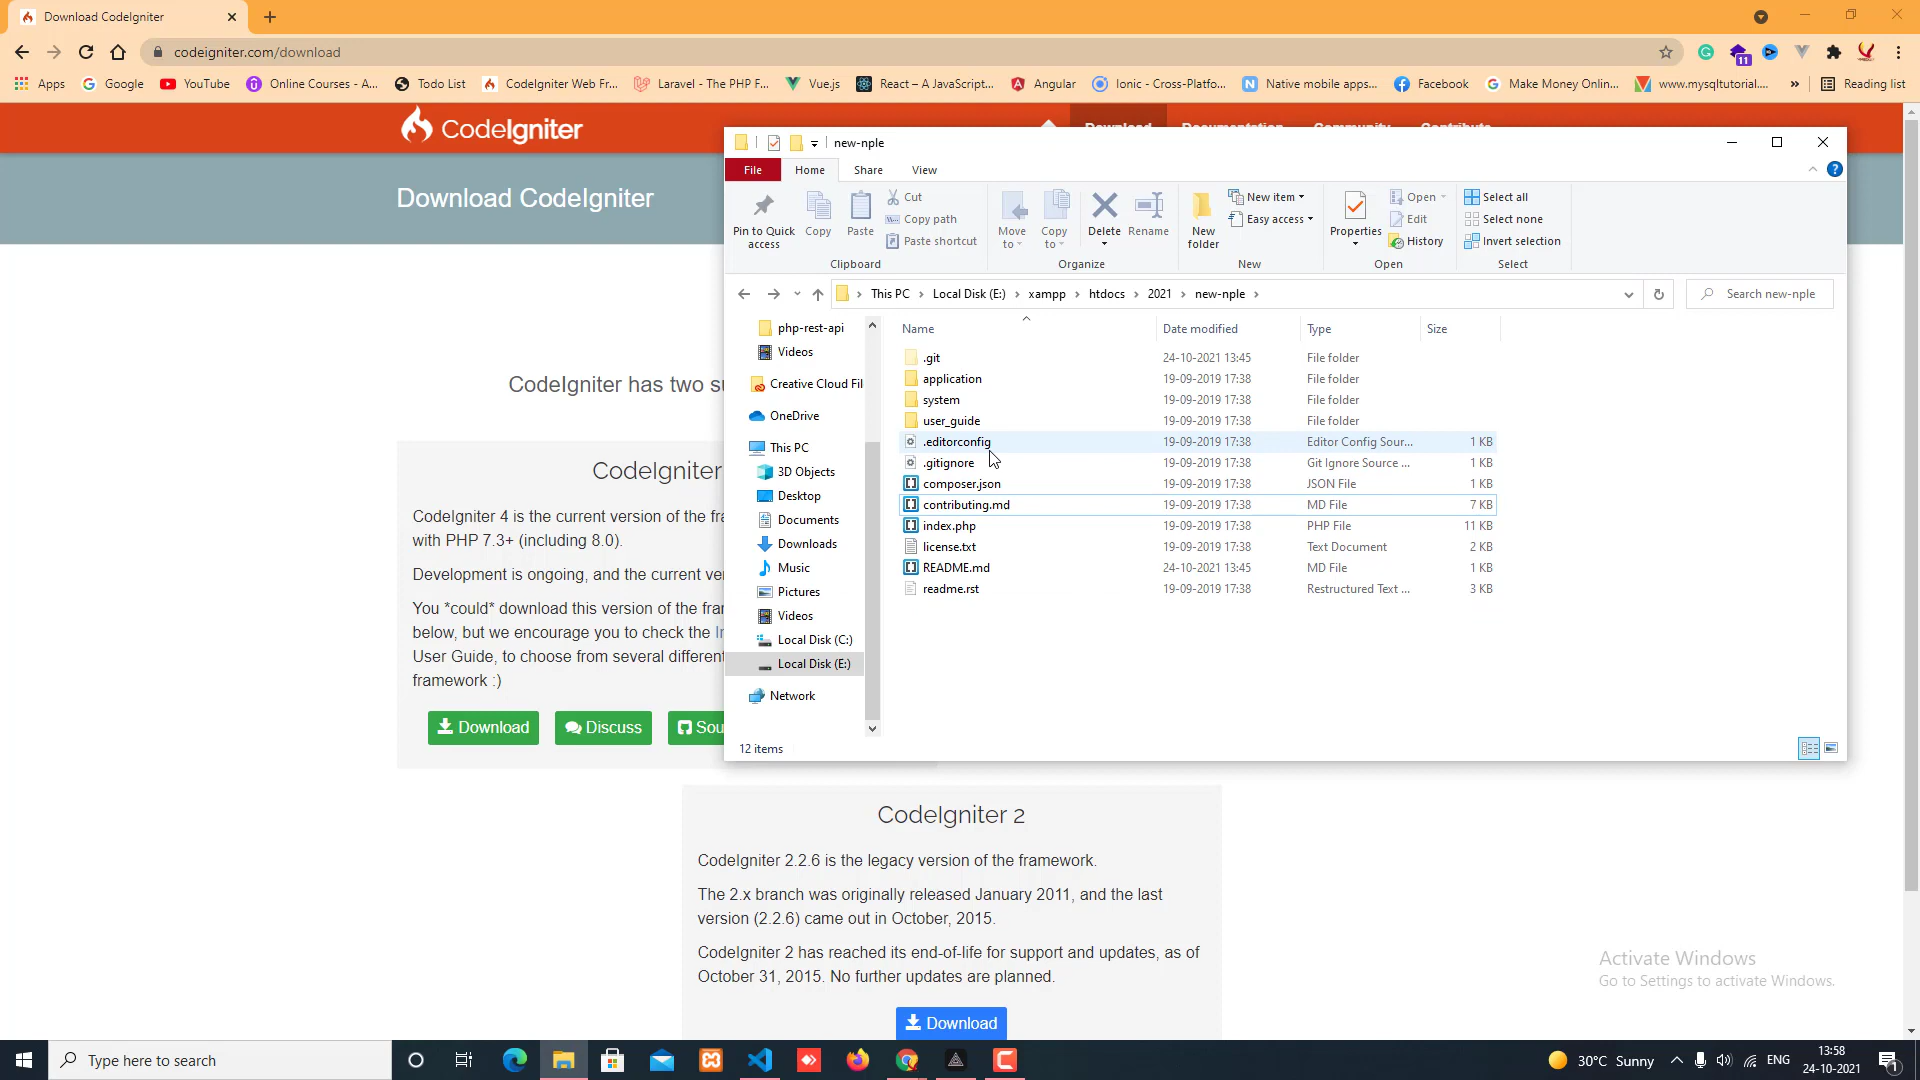 Download CodeIgniter
codeigniter.com/download
11
Apps
Google
YouTube
Online Courses - A...
Todo List
CodeIgniter Web Fr...
Laravel - The PHP F...
Vue.js
React – A JavaScript...
Angular
Ionic - Cross-Platfo...
Native mobile apps...
Facebook
Make Money Onlin...
www.mysqltutorial....
»
Reading list
CodeIgniter
Download Documentation Community Contribute
Download CodeIgniter
CodeIgniter has two su
CodeIgniter
CodeIgniter 4 is the current version of the fra
with PHP 7.3+ (including 8.0).
Development is ongoing, and the current ve
You *could* download this version of the fra
below, but we encourage you to check the
User Guide, to choose from several different
framework :)
Download
Discuss
Sou
new-nple
File
Home
Share
View
Pin to Quick
access
Copy
Paste
Cut
Copy path
Paste shortcut
Clipboard
Move
to
Copy
to
Delete
Rename
Organize
New
folder
New item
Easy access
New
Properties
Open
Edit
History
Open
Select all
Select none
Invert selection
Select
This PC > Local Disk (E:) > xampp > htdocs > 2021 > new-nple >
Search new-nple
php-rest-api
Videos
Creative Cloud Fil
OneDrive
This PC
3D Objects
Desktop
Documents
Downloads
Music
Pictures
Videos
Local Disk (C:)
Local Disk (E:)
Network
Name Date modified Type Size
.git 24-10-2021 13:45 File folder
application 19-09-2019 17:38 File folder
system 19-09-2019 17:38 File folder
user_guide 19-09-2019 17:38 File folder
.editorconfig 19-09-2019 17:38 Editor Config Sour... 1 KB
.gitignore 19-09-2019 17:38 Git Ignore Source ... 1 KB
composer.json 19-09-2019 17:38 JSON File 1 KB
contributing.md 19-09-2019 17:38 MD File 7 KB
index.php 19-09-2019 17:38 PHP File 11 KB
license.txt 19-09-2019 17:38 Text Document 2 KB
README.md 24-10-2021 13:45 MD File 1 KB
readme.rst 19-09-2019 17:38 Restructured Text ... 3 KB
12 items
CodeIgniter 2
CodeIgniter 2.2.6 is the legacy version of the framework.
The 2.x branch was originally released January 2011, and the last
version (2.2.6) came out in October, 2015.
CodeIgniter 2 has reached its end-of-life for support and updates, as of
October 31, 2015. No further updates are planned.
Download
Activate Windows
Go to Settings to activate Windows.
Type here to search
30°C Sunny
ENG
13:58
24-10-2021
1